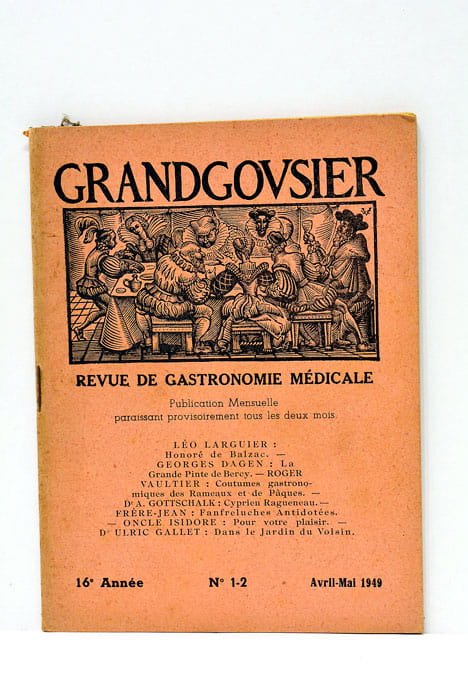 GRANDGOVSIER
REVUE DE GASTRONOMIE MÉDICALE
Publication Mensuelle
paraissant provisoirement tous les deux mois.
LÉO LARGUIER :
Honoré de Balzac. —
GEORGES DAGEN : La
Grande Pinte de Bercy. — ROGER
VAULTIER : Coutumes gastrono-
miques des Rameaux et de Pâques. —
Dr A. GOTTSCHALK : Cyprien Ragueneau. —
FRÈRE-JEAN : Fanfreluches Antidotées.
— ONCLE ISIDORE : Pour votre plaisir. —
Dr ULRIC GALLET : Dans le Jardin du Voisin.
16e Année N° 1-2 Avril-Mai 1949